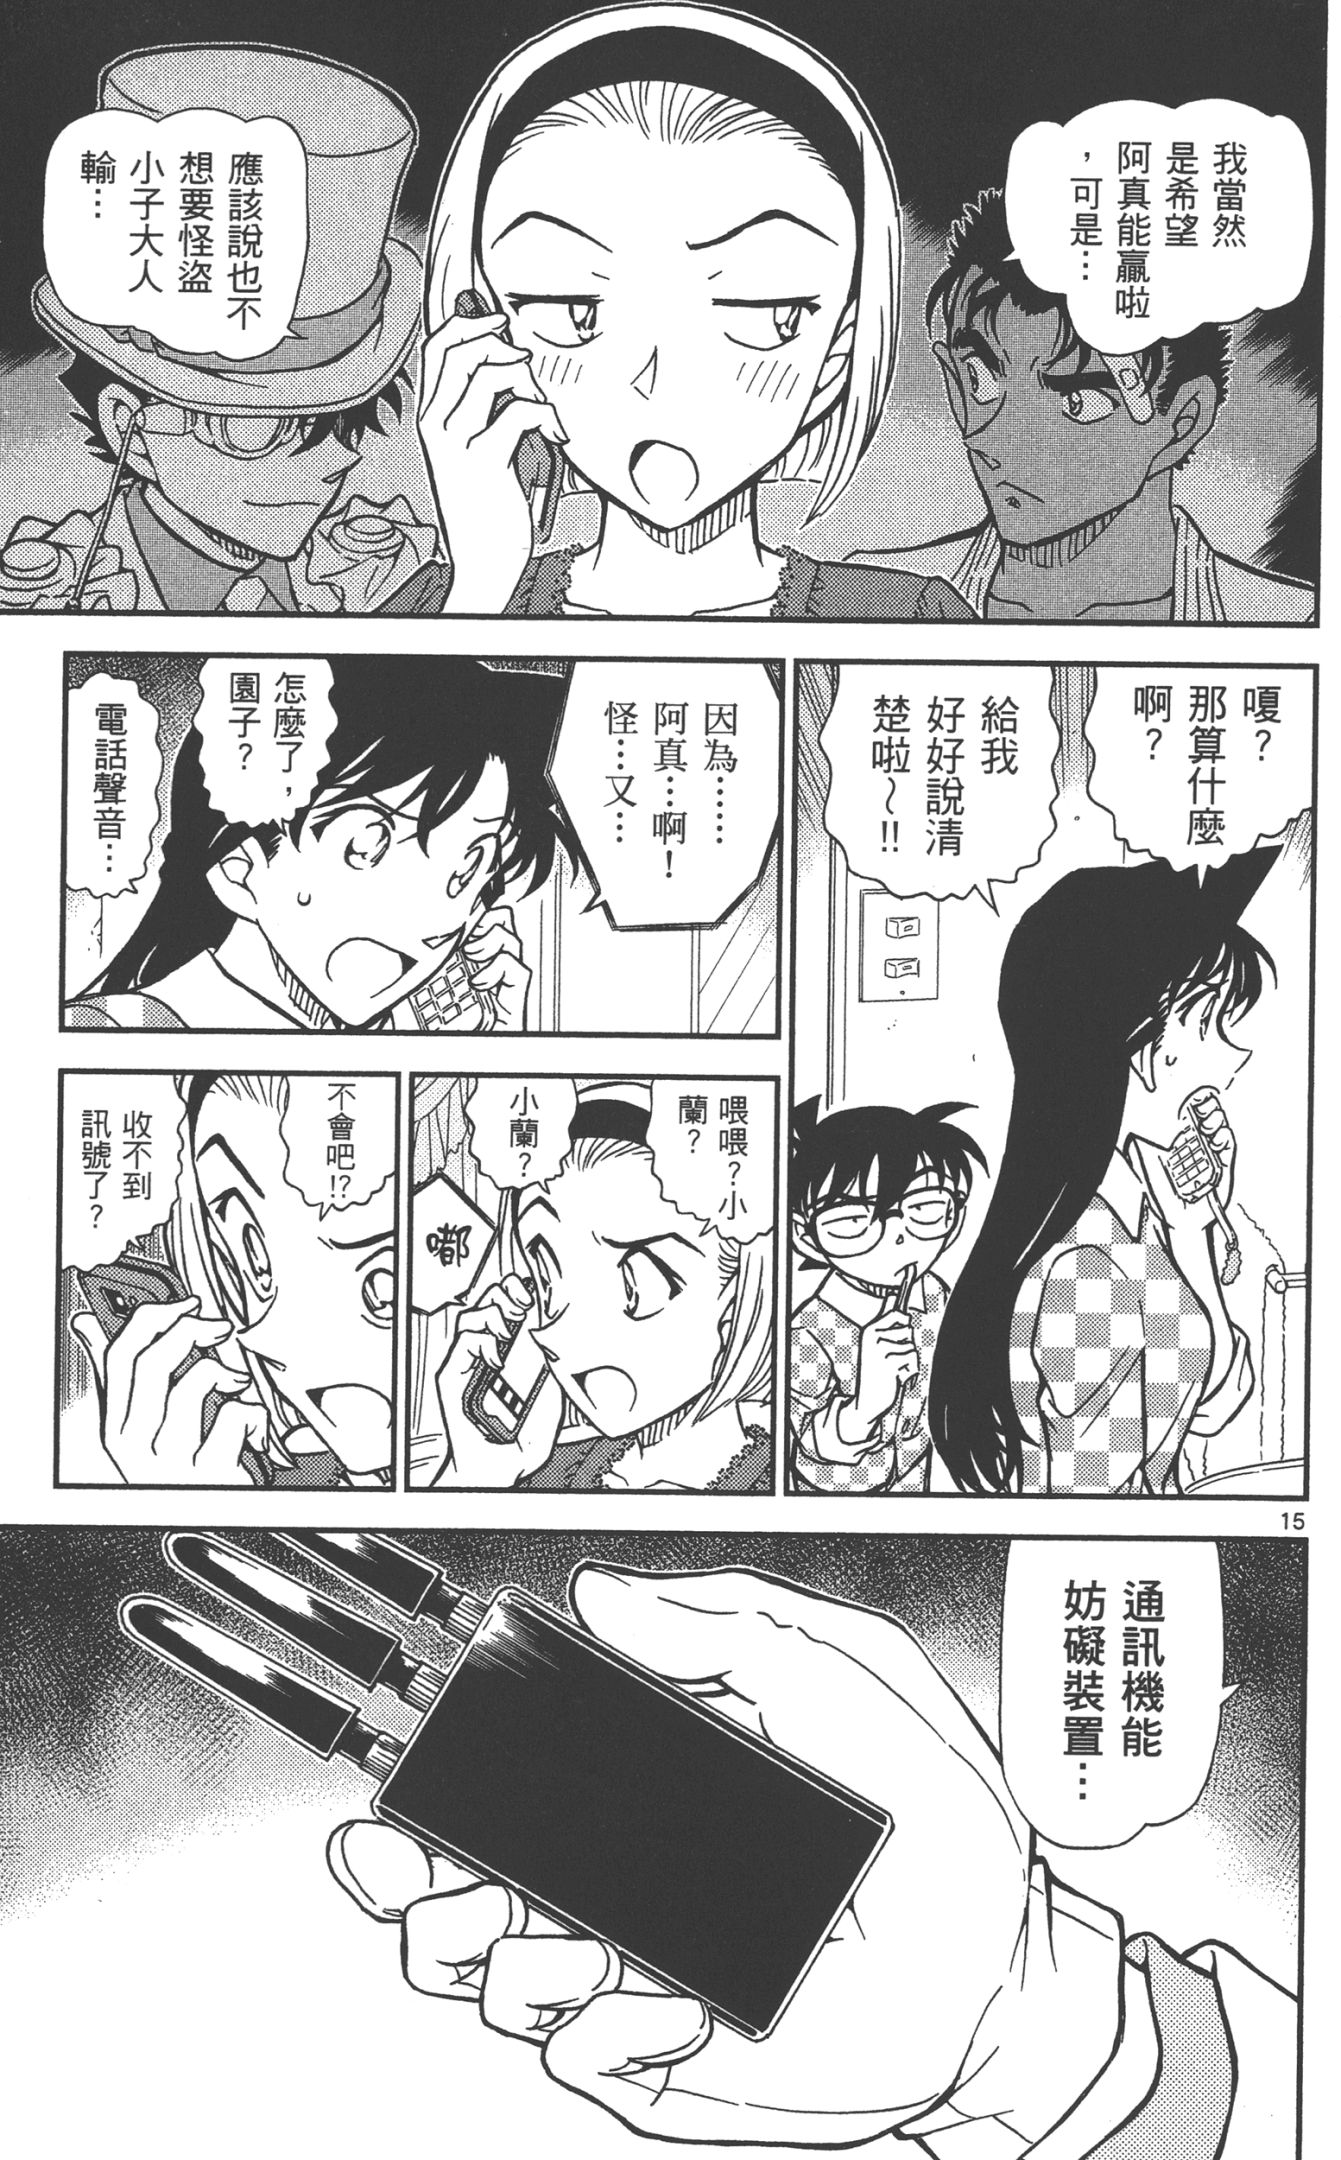 我當然
是希望
阿真能贏啦
，可是…
應該說也不
想要怪盜
小子大人
輸…
嗄？
那算什麼
啊？
給我
好好說清
楚啦～!!
因為……
阿真…啊！
怪…又…
怎麼了，
園子？
電話聲音…
喂喂？小
蘭？
小蘭？
嘟
不會吧!?
收不到
訊號了？
15
通訊機能
妨礙裝置…